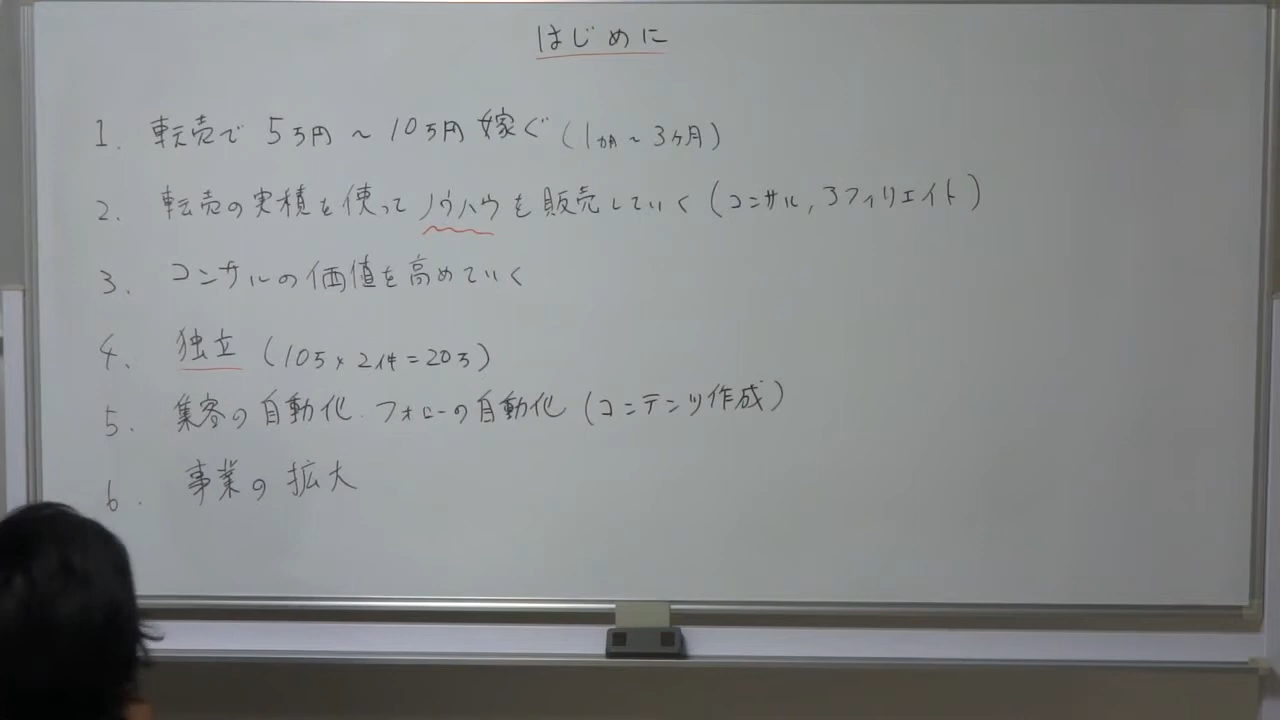 はじめに
1. 転売で 5万円〜10万円 嫁ぐ (1ヵ月〜3ヶ月)
2. 転売の実積を使って ノウハウを販売していく (コンサル, アフィリエイト)
3. コンサルの価値を高めていく
4. 独立 (10万×2件=20万)
5. 集客の自動化. フォローの自動化 (コンテンツ作成)
6. 事業の拡大